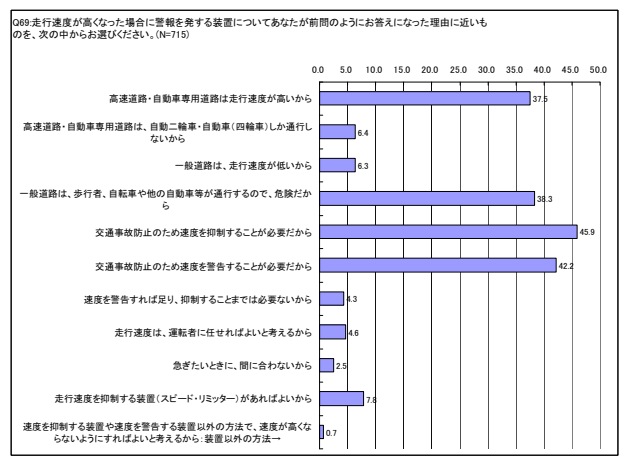 Q69:走行速度が高くなった場合に警報を発する装置についてあなたが前問のようにお答えになった理由に近いも
のを、次の中からお選びください。(N=715)
0.0 5.0 10.0 15.0 20.0 25.0 30.0 35.0 40.0 45.0 50.0
高速道路・自動車専用道路は走行速度が高いから
37.5
高速道路・自動車専用道路は、自動二輪車・自動車(四輪車)しか通行し
ないから
6.4
一般道路は、走行速度が低いから
6.3
一般道路は、歩行者、自転車や他の自動車等が通行するので、危険だか
ら
38.3
交通事故防止のため速度を抑制することが必要だから
45.9
交通事故防止のため速度を警告することが必要だから
42.2
速度を警告すれば足り、抑制することまでは必要ないから
4.3
走行速度は、運転者に任せればよいと考えるから
4.6
急ぎたいときに、間に合わないから
2.5
走行速度を抑制する装置(スピード・リミッター)があればよいから
7.8
速度を抑制する装置や速度を警告する装置以外の方法で、速度が高くな
らないようにすればよいと考えるから:装置以外の方法→
0.7